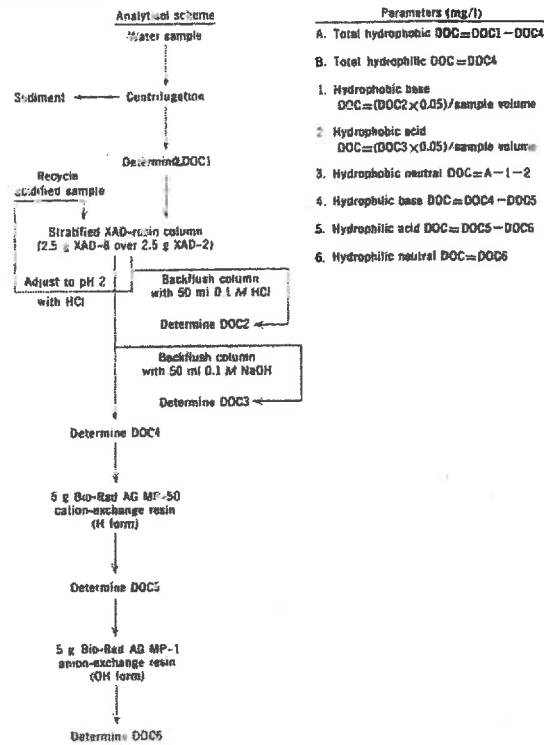 Analytical scheme
Water sample
Sediment
Centrifugation
Determine DOC1
Recycle
acidified sample
Stratified XAD-resin column
(2.5 g XAD-8 over 2.5 g XAD-2)
Adjust to pH 2
with HCl
Backflush column
with 50 ml 0.1 M HCl
Determine DOC2
Backflush column
with 50 ml 0.1 M NaOH
Determine DOC3
Determine DOC4
5 g Bio-Rad AG MP-50
cation-exchange resin
(H form)
Determine DOC5
5 g Bio-Rad AG MP-1
anion-exchange resin
(OH form)
Determine DOC6
Parameters (mg/l)
A. Total hydrophobic DOC=DOC1-DOC4
B. Total hydrophilic DOC=DOC4
1. Hydrophobic base
DOC=(DOC2×0.05)/sample volume
2 Hydrophobic acid
DOC=(DOC3×0.05)/sample volume
3. Hydrophobic neutral DOC=A-1-2
4. Hydrophilic base DOC=DOC4-DOC5
5. Hydrophilic acid DOC=DOC5-DOC6
6. Hydrophilic neutral DOC=DOC6